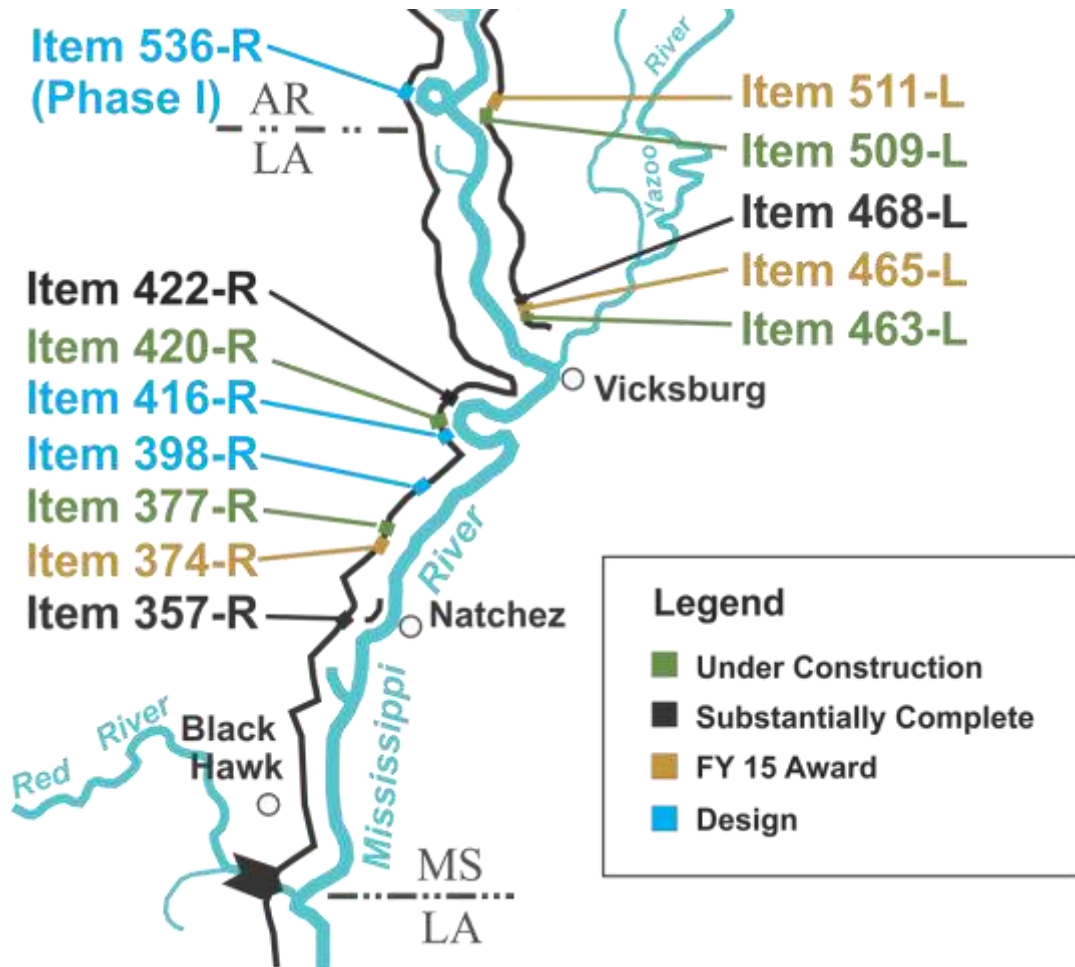 Item 536-R
(Phase I)
AR
LA
River
Yazoo
Item 511-L
Item 509-L
Item 468-L
Item 465-L
Item 463-L
Item 422-R
Item 420-R
Item 416-R
Item 398-R
Item 377-R
Item 374-R
Item 357-R
Vicksburg
River
Natchez
Mississippi
Red River
Black
Hawk
MS
LA
Legend
Under Construction
Substantially Complete
FY 15 Award
Design